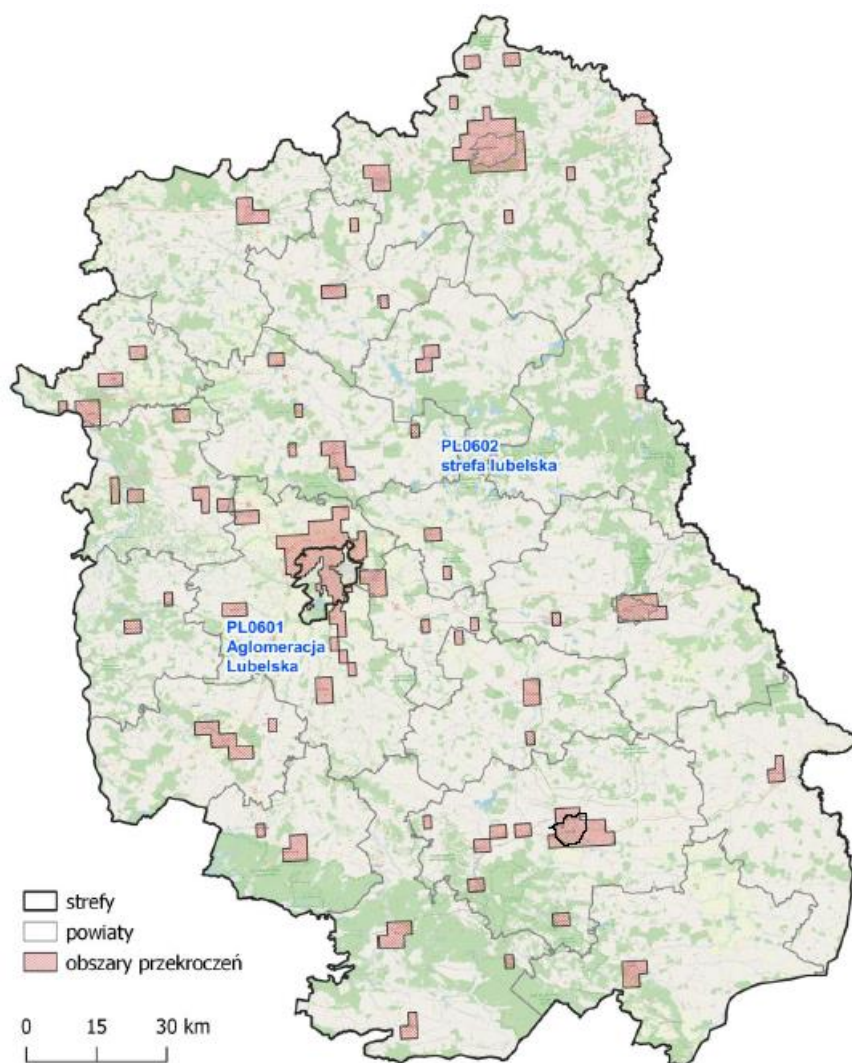 PL0602
strefa lubelska
PL0601
Aglomeracja
Lubelska
strefy
powiaty
obszary przekroczeń
0 15 30 km